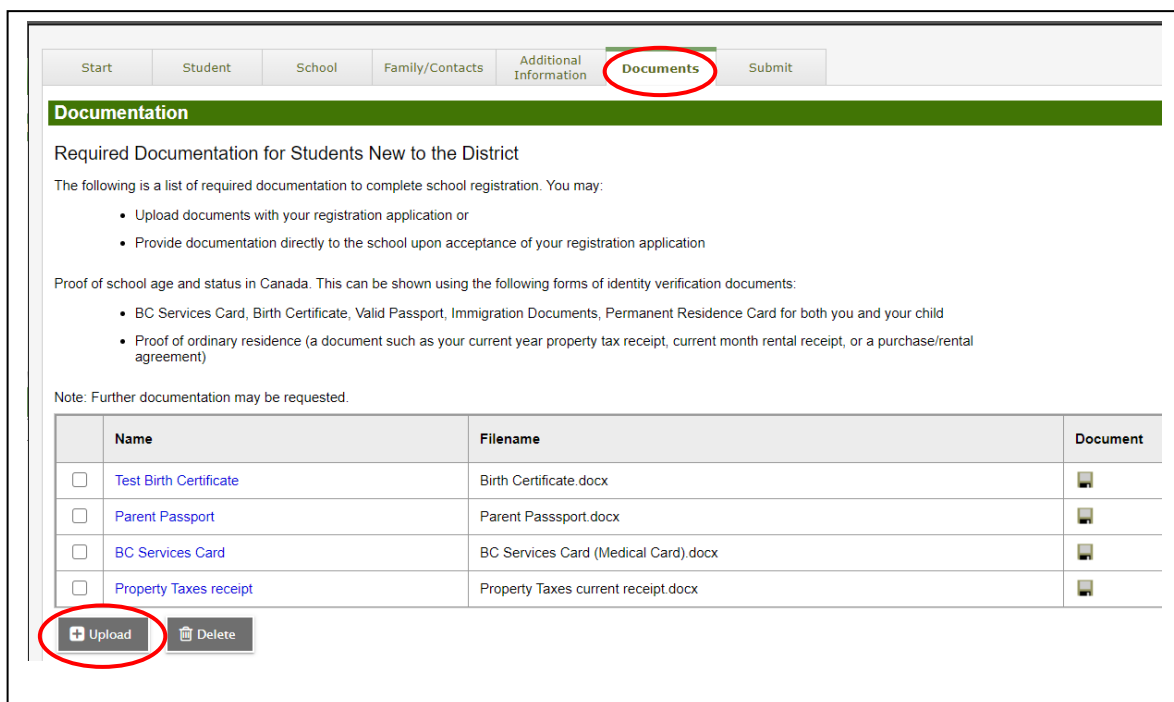 Start Student School Family/Contacts Additional Information Documents Submit
Documentation
Required Documentation for Students New to the District
The following is a list of required documentation to complete school registration. You may:
• Upload documents with your registration application or
• Provide documentation directly to the school upon acceptance of your registration application
Proof of school age and status in Canada. This can be shown using the following forms of identity verification documents:
• BC Services Card, Birth Certificate, Valid Passport, Immigration Documents, Permanent Residence Card for both you and your child
• Proof of ordinary residence (a document such as your current year property tax receipt, current month rental receipt, or a purchase/rental
agreement)
Note: Further documentation may be requested.
Name Filename Document
Test Birth Certificate Birth Certificate.docx
Parent Passport Parent Passsport.docx
BC Services Card BC Services Card (Medical Card).docx
Property Taxes receipt Property Taxes current receipt.docx
Upload Delete